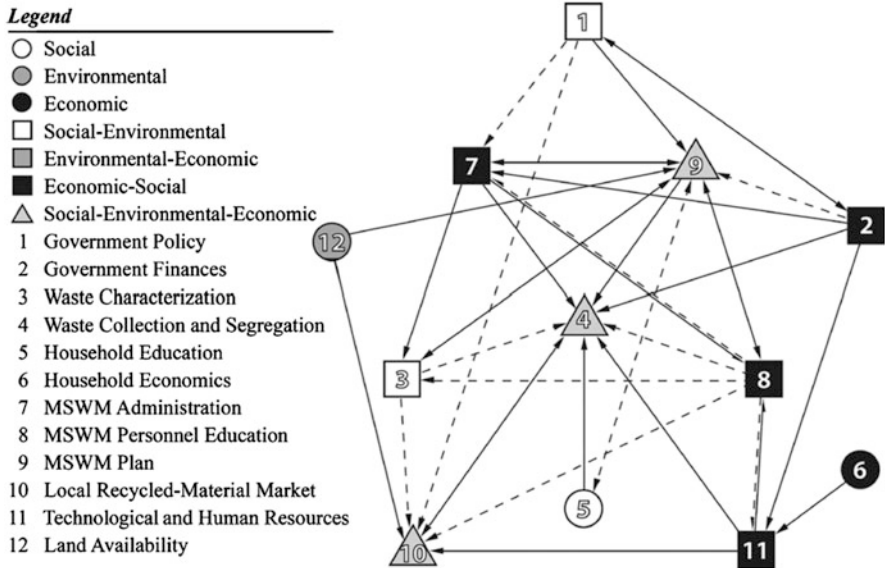 Legend
Social
Environmental
Economic
Social-Environmental
Environmental-Economic
Economic-Social
Social-Environmental-Economic
1 Government Policy
2 Government Finances
3 Waste Characterization
4 Waste Collection and Segregation
5 Household Education
6 Household Economics
7 MSWM Administration
8 MSWM Personnel Education
9 MSWM Plan
10 Local Recycled-Material Market
11 Technological and Human Resources
12 Land Availability
1
7
9
2
12
4
3
8
6
5
10
11